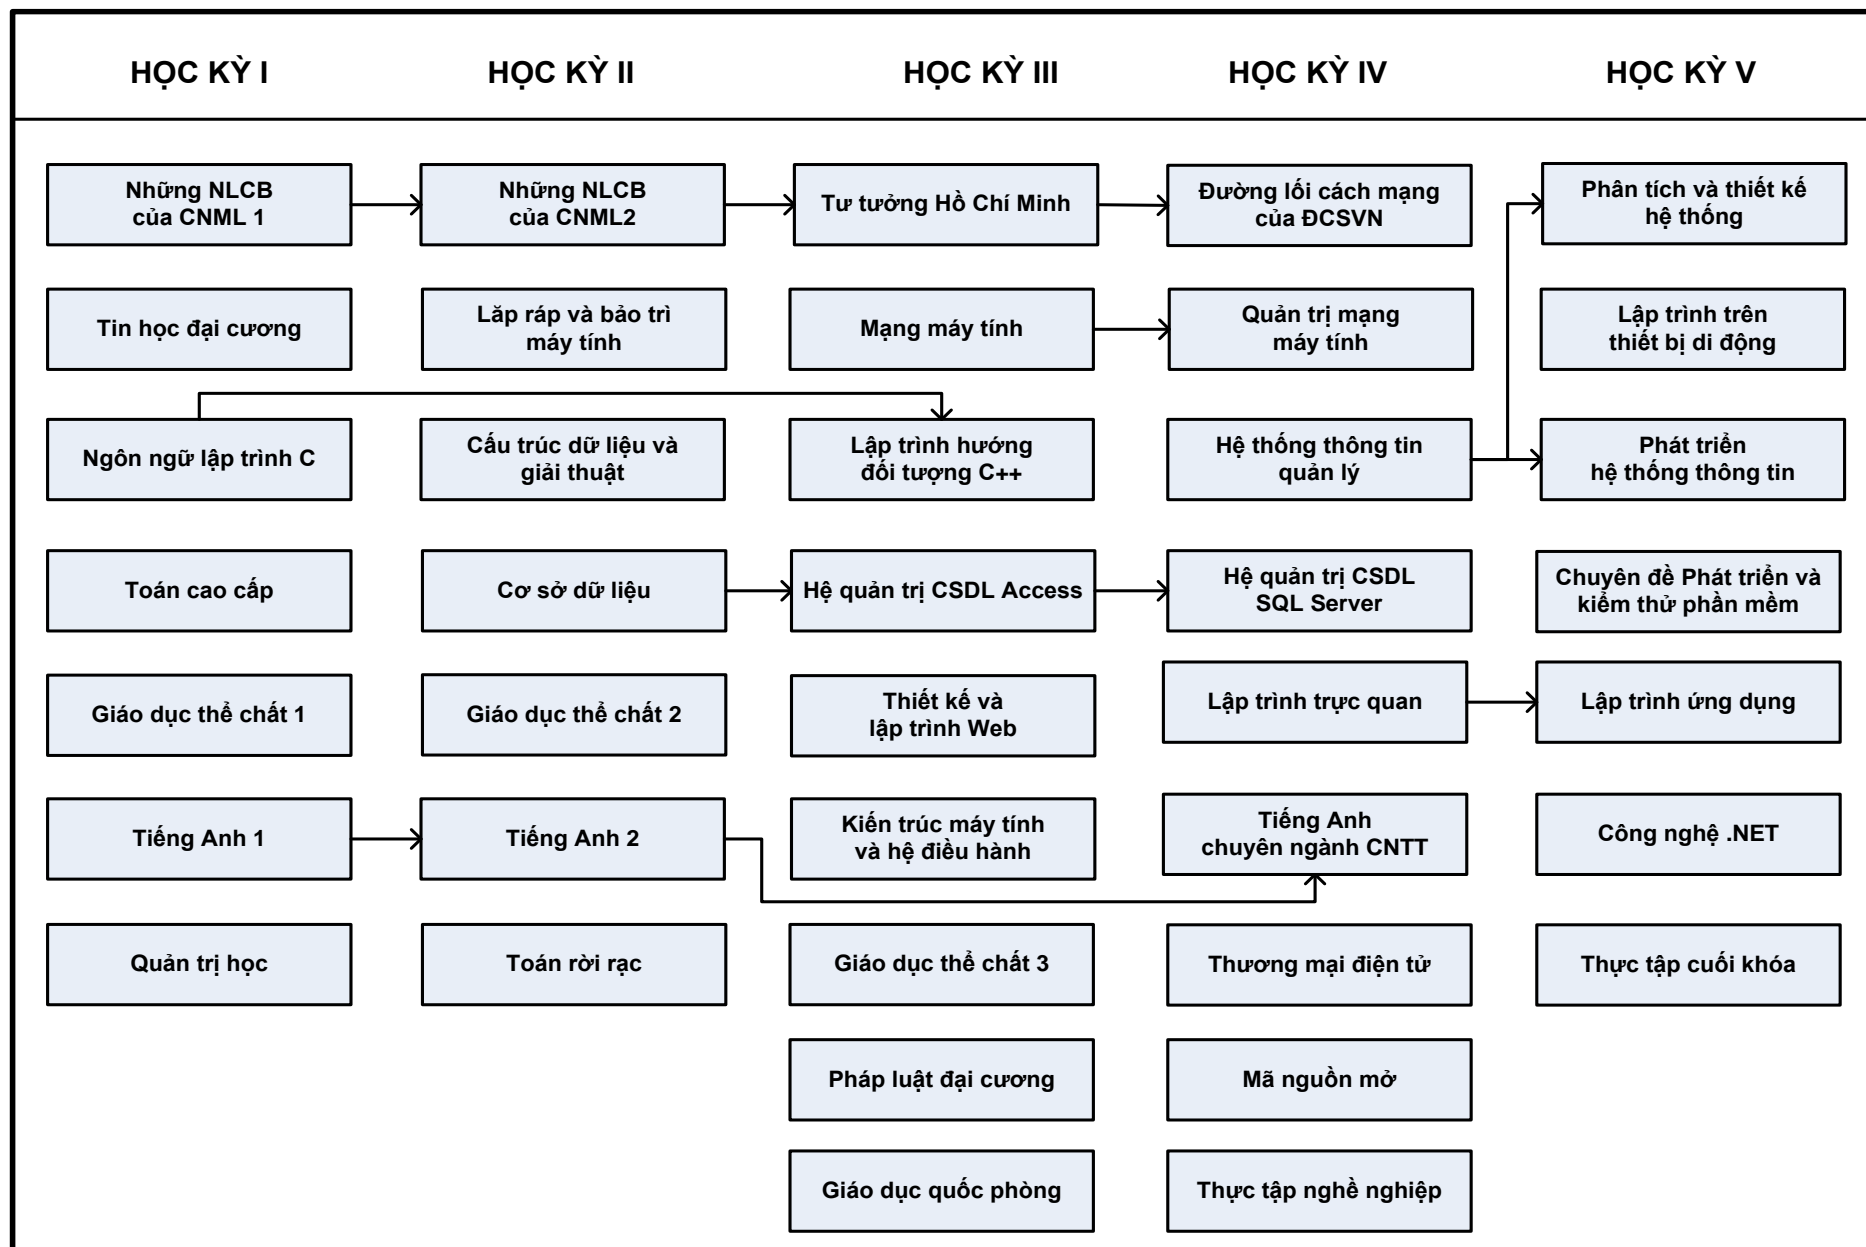 HỌC KỲ I
HỌC KỲ II
HỌC KỲ III
HỌC KỲ IV
HỌC KỲ V
Những NLCB
của CNML 1
Những NLCB
của CNML2
Tư tưởng Hồ Chí Minh
Đường lối cách mạng
của ĐCSVN
Phân tích và thiết kế
hệ thống
Tin học đại cương
Lăp ráp và bảo trì
máy tính
Mạng máy tính
Quản trị mạng
máy tính
Lập trình trên
thiết bị di động
Ngôn ngữ lập trình C
Cấu trúc dữ liệu và
giải thuật
Lập trình hướng
đối tượng C++
Hệ thống thông tin
quản lý
Phát triển
hệ thống thông tin
Toán cao cấp
Cơ sở dữ liệu
Hệ quản trị CSDL Access
Hệ quản trị CSDL
SQL Server
Chuyên đề Phát triển và
kiểm thử phần mềm
Giáo dục thể chất 1
Giáo dục thể chất 2
Thiết kế và
lập trình Web
Lập trình trực quan
Lập trình ứng dụng
Tiếng Anh 1
Tiếng Anh 2
Kiến trúc máy tính
và hệ điều hành
Tiếng Anh
chuyên ngành CNTT
Công nghệ .NET
Quản trị học
Toán rời rạc
Giáo dục thể chất 3
Thương mại điện tử
Thực tập cuối khóa
Pháp luật đại cương
Mã nguồn mở
Giáo dục quốc phòng
Thực tập nghề nghiệp